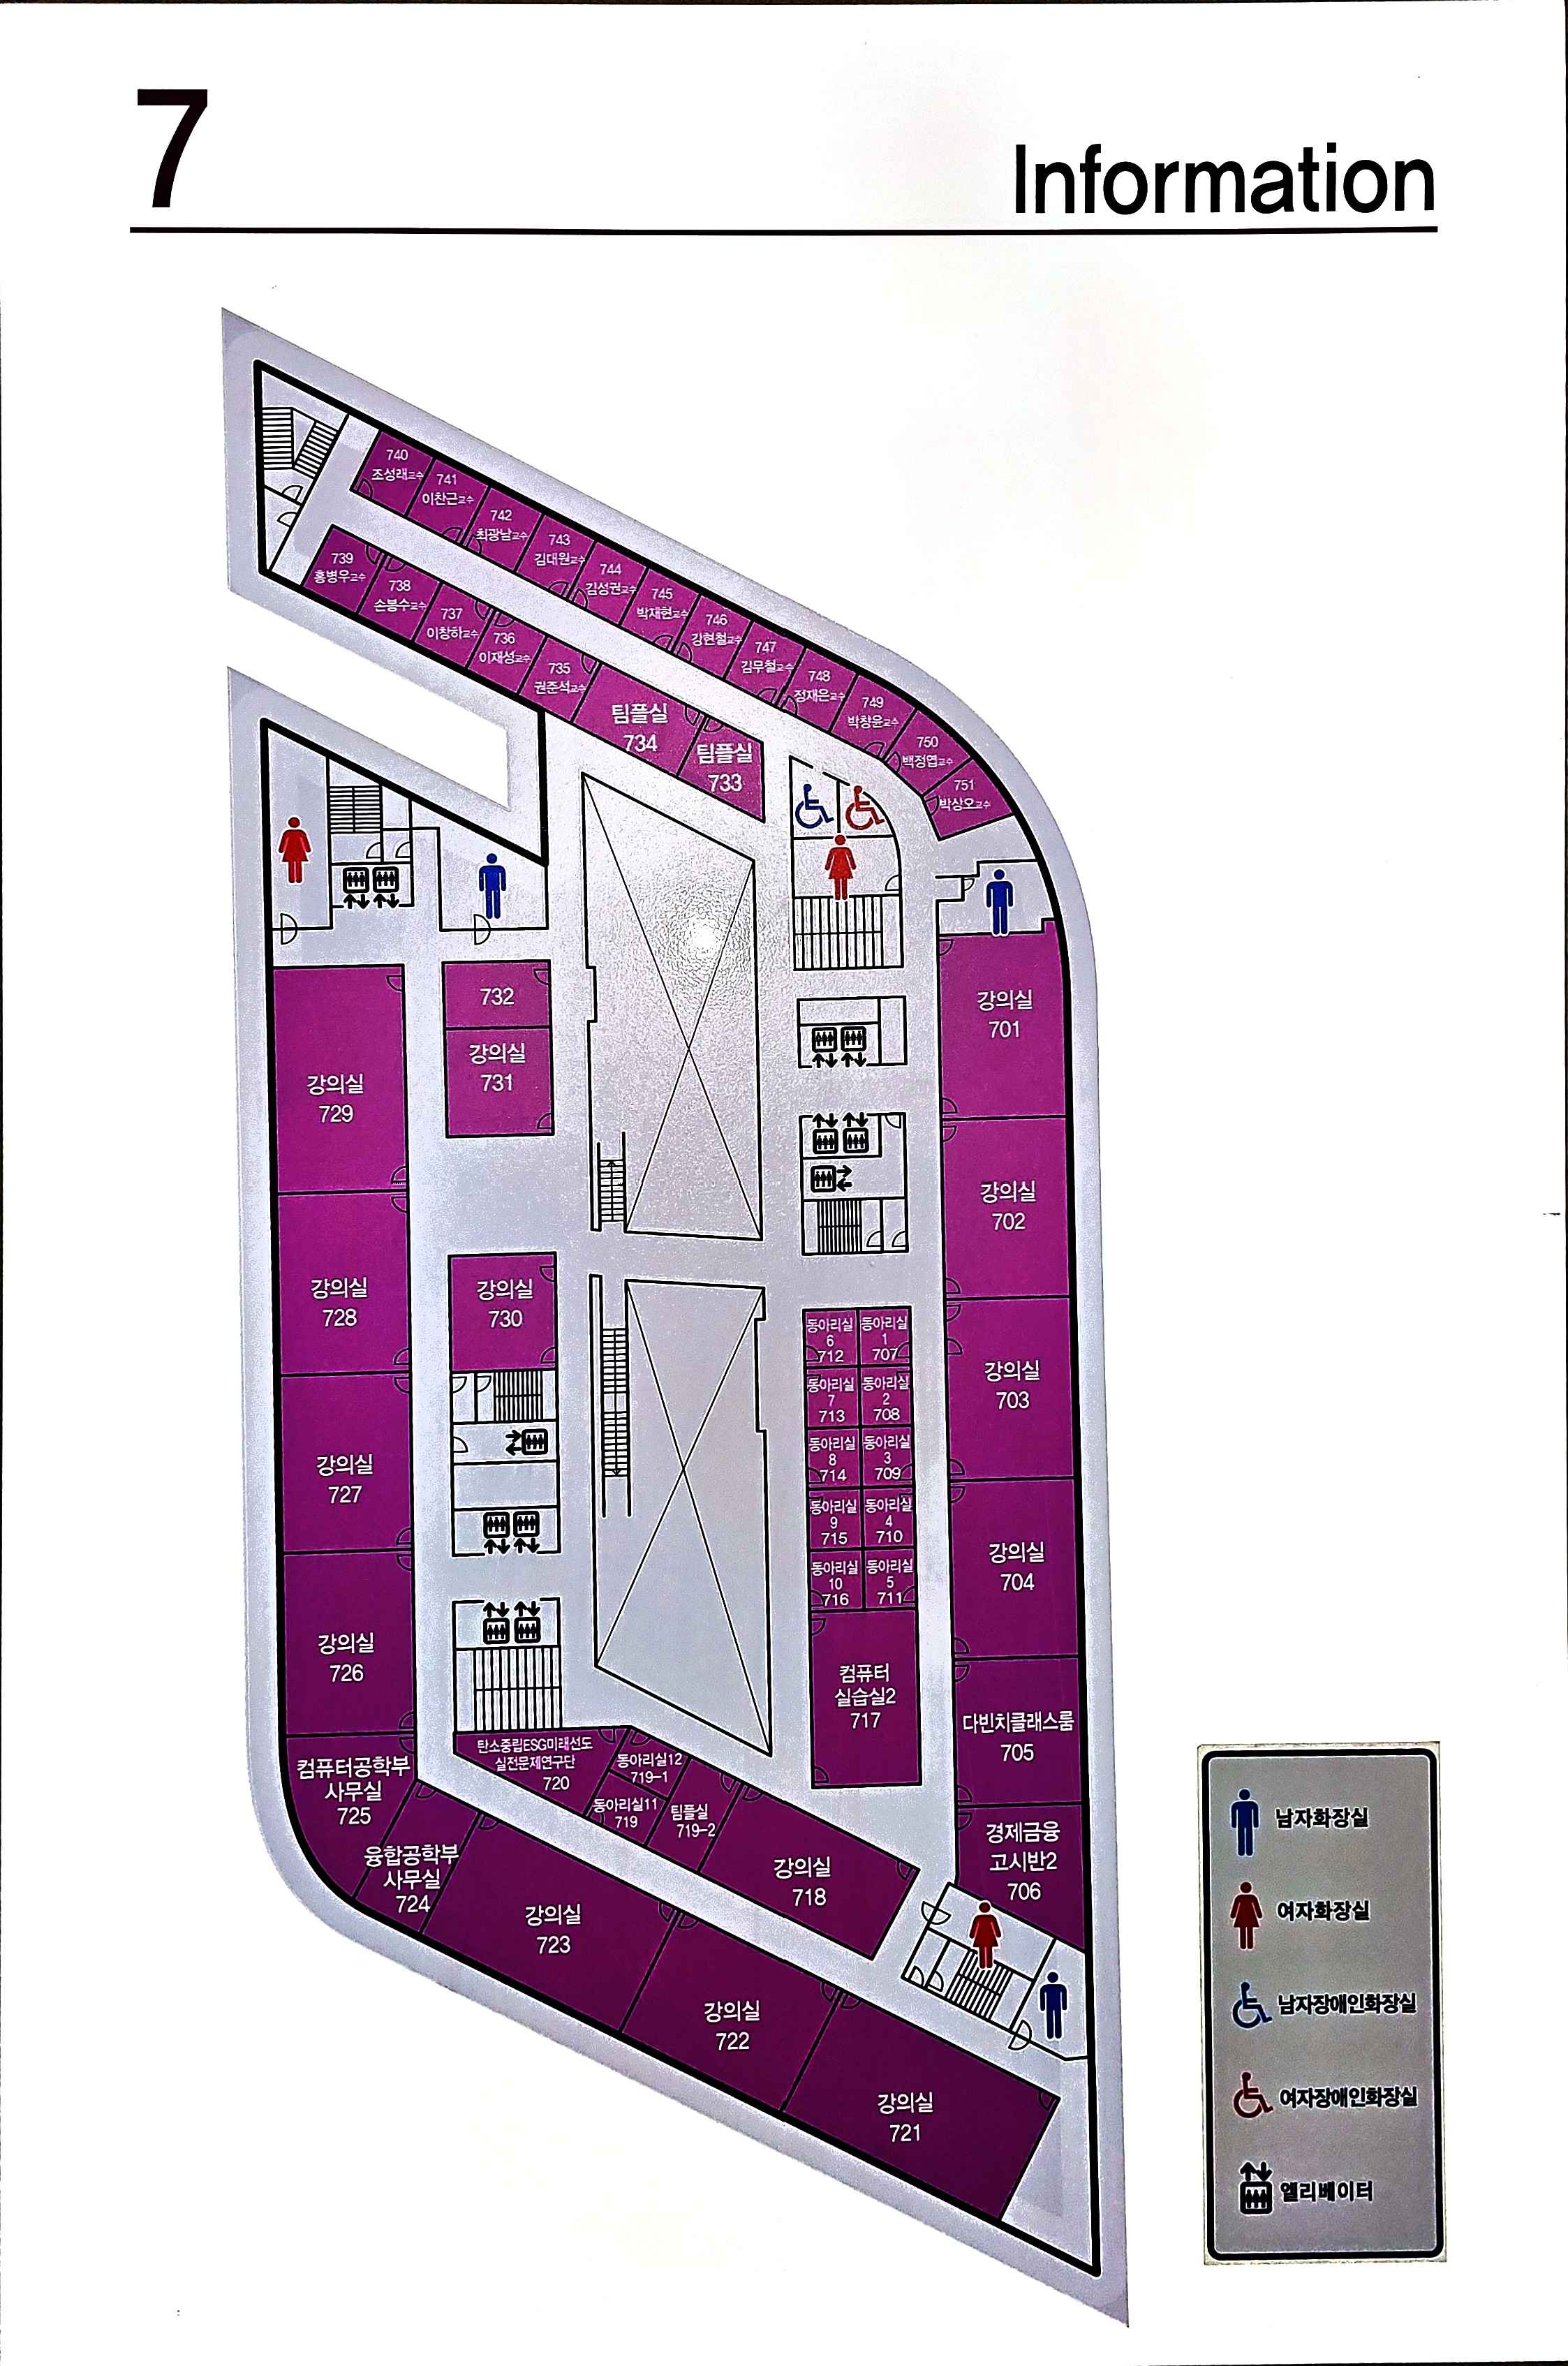 7
Information
740
조성래교수
741
이찬근교수
742
최광남교수
743
김대원교수
744
김성권교수
745
박재현교수
746
강현철교수
747
김무철교수
748
정재은교수
749
박창윤교수
750
백정엽교수
751
박상오교수
739
홍병우교수
738
손봉수교수
737
이창하교수
736
이재성교수
735
권준석교수
팀플실
734
팀플실
733
강의실
701
732
강의실
731
강의실
729
강의실
702
강의실
728
강의실
730
동아리실
6
712
동아리실
1
707
강의실
703
동아리실
7
713
동아리실
2
708
강의실
727
동아리실
8
714
동아리실
3
709
동아리실
9
715
동아리실
4
710
강의실
704
동아리실
10
716
동아리실
5
711
강의실
726
컴퓨터
실습실2
717
다빈치클래스룸
705
탄소중립ESG미래선도
실전문제연구단
720
동아리실12
719-1
동아리실11
719
팀플실
719-2
컴퓨터공학부
사무실
725
융합공학부
사무실
724
강의실
718
경제금융
고시반2
706
강의실
723
강의실
722
강의실
721
남자화장실
여자화장실
남자장애인화장실
여자장애인화장실
엘리베이터